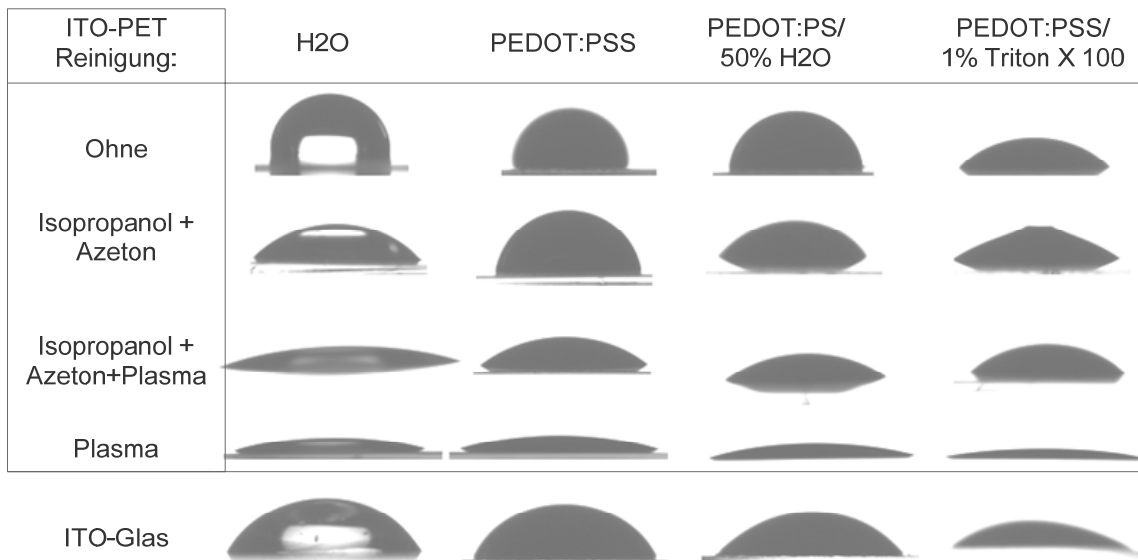 ITO-PET
Reinigung:
H2O
PEDOT:PSS
PEDOT:PS/
50% H2O
PEDOT:PSS/
1% Triton X 100
Ohne
Isopropanol +
Azeton
Isopropanol +
Azeton+Plasma
Plasma
ITO-Glas